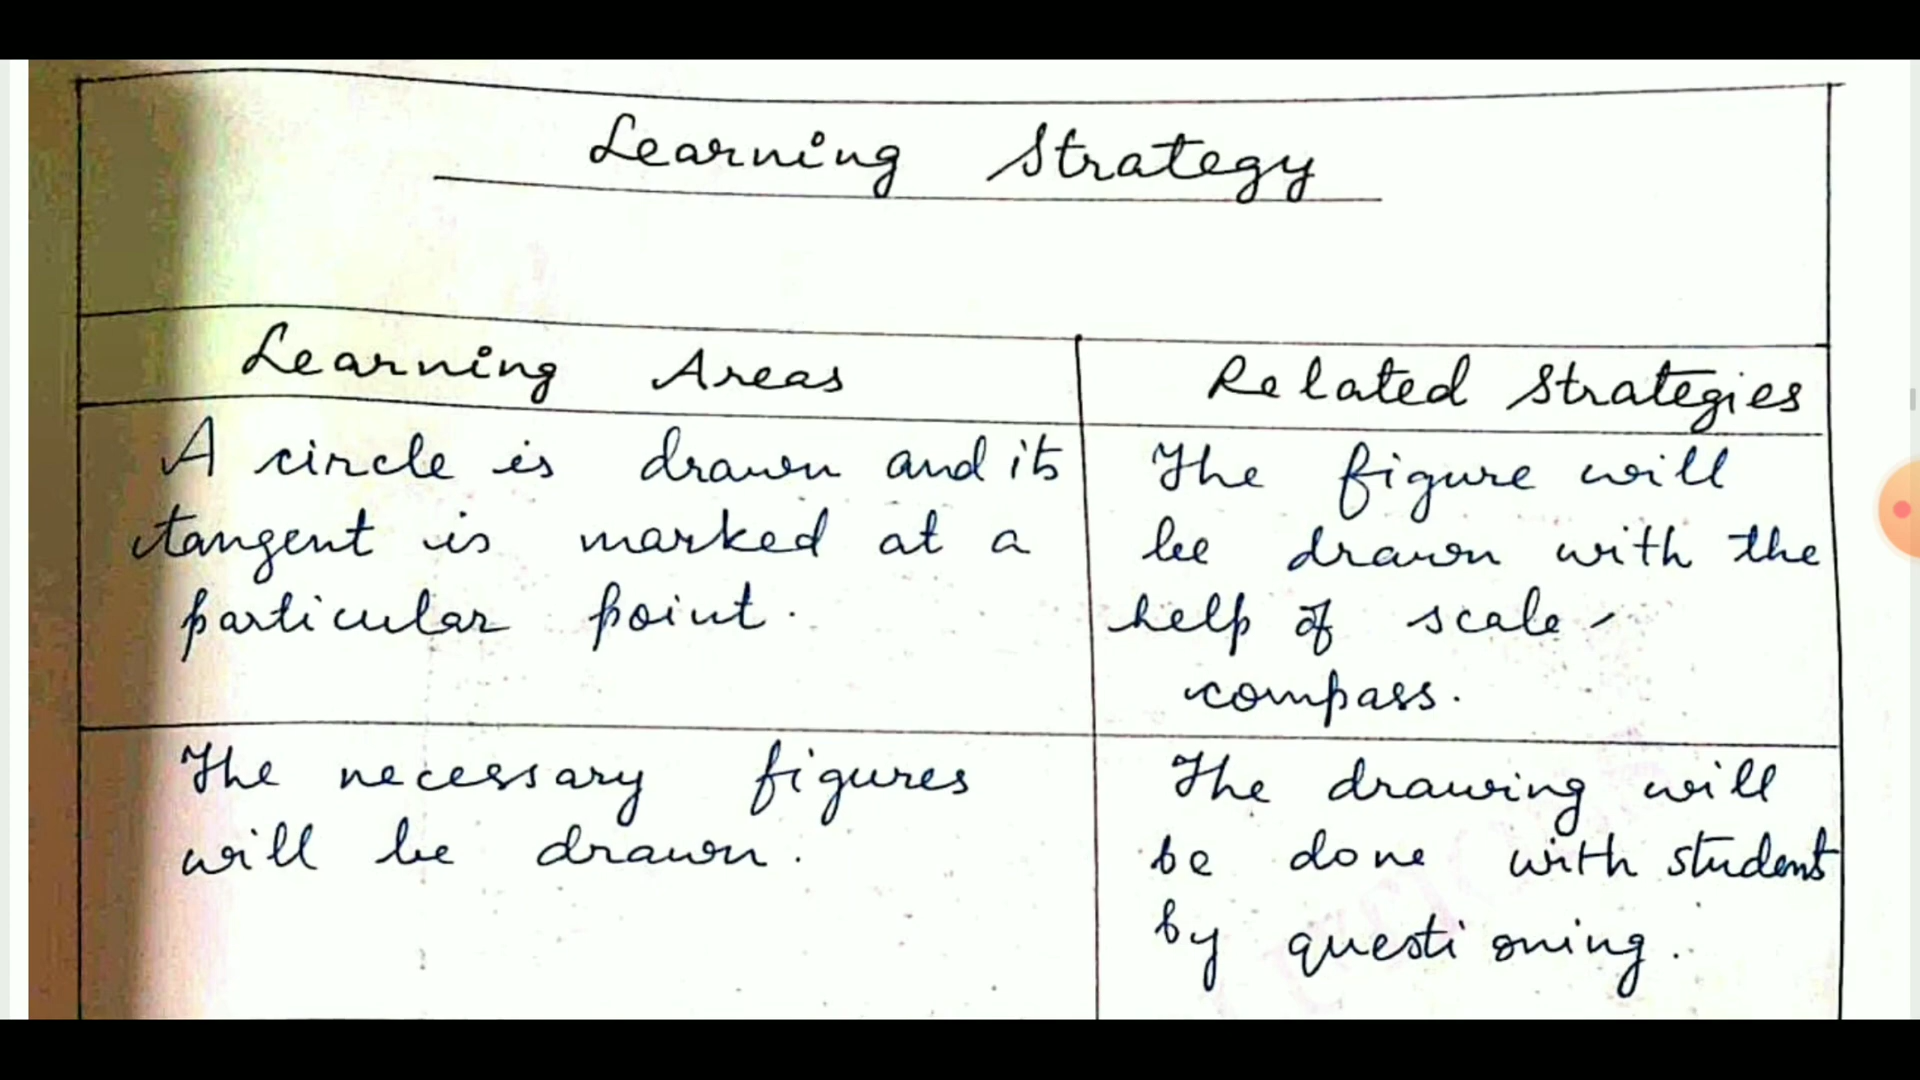 Learning Strategy
Learning Areas
Related Strategies
A circle is drawn and its
tangent is marked at a
particular point.
The figure will
be drawn with the
help of scale,
compass.
The necessary figures
will be drawn.
The drawing will
be done with student
by questioning.